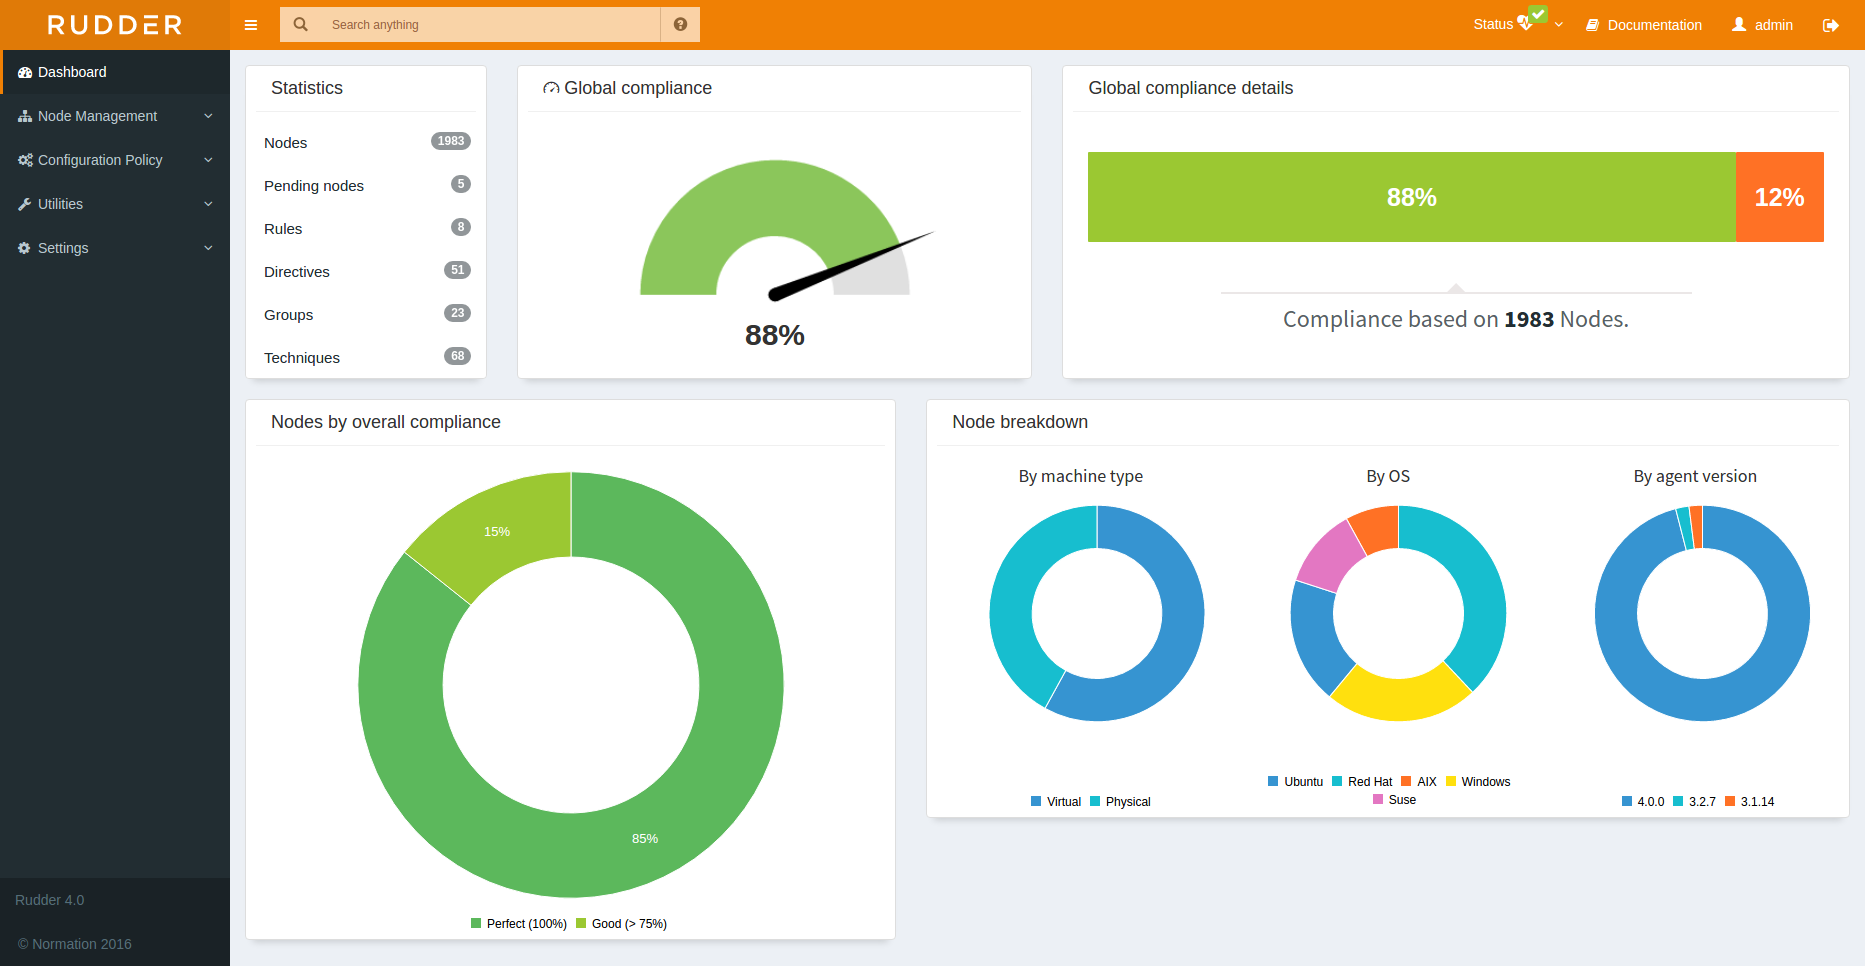 RUDDER
Search anything
Status
Documentation
admin
Dashboard
Node Management
Configuration Policy
Utilities
Settings
Rudder 4.0
© Normation 2016
Statistics
Nodes 1983
Pending nodes 5
Rules 8
Directives 51
Groups 23
Techniques 68
Global compliance
88%
Global compliance details
88% 12%
Compliance based on 1983 Nodes.
Nodes by overall compliance
15%
85%
Perfect (100%) Good (> 75%)
Node breakdown
By machine type
Virtual Physical
By OS
Ubuntu Red Hat AIX Windows
Suse
By agent version
4.0.0 3.2.7 3.1.14